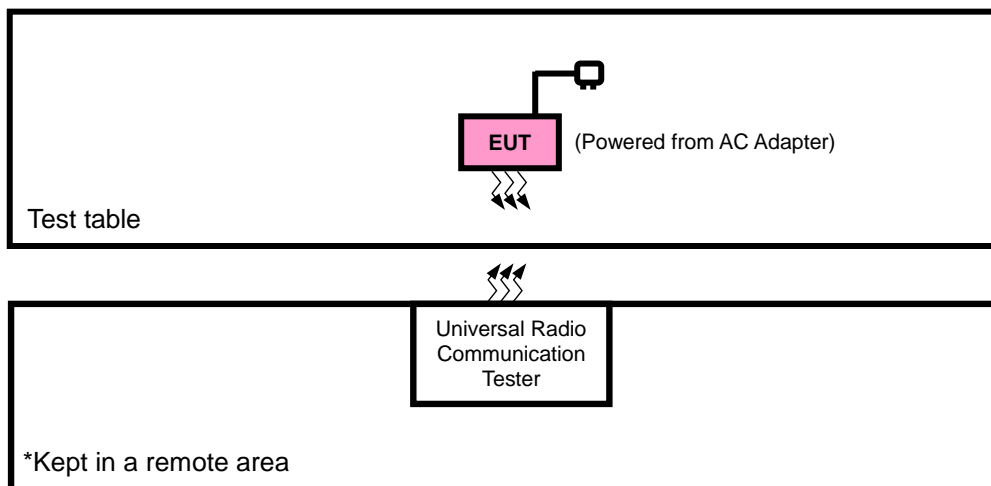 EUT
(Powered from AC Adapter)
Test table
Universal Radio
Communication
Tester
*Kept in a remote area